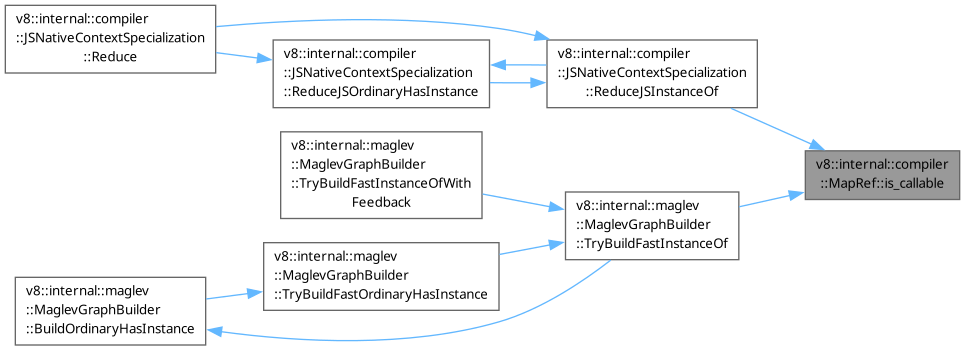 v8::internal::compiler
::JSNativeContextSpecialization
::Reduce
v8::internal::compiler
::JSNativeContextSpecialization
::ReduceJSOrdinaryHasInstance
v8::internal::compiler
::JSNativeContextSpecialization
::ReduceJSInstanceOf
v8::internal::maglev
::MaglevGraphBuilder
::TryBuildFastInstanceOfWith
Feedback
v8::internal::compiler
::MapRef::is_callable
v8::internal::maglev
::MaglevGraphBuilder
::TryBuildFastInstanceOf
v8::internal::maglev
::MaglevGraphBuilder
::TryBuildFastOrdinaryHasInstance
v8::internal::maglev
::MaglevGraphBuilder
::BuildOrdinaryHasInstance